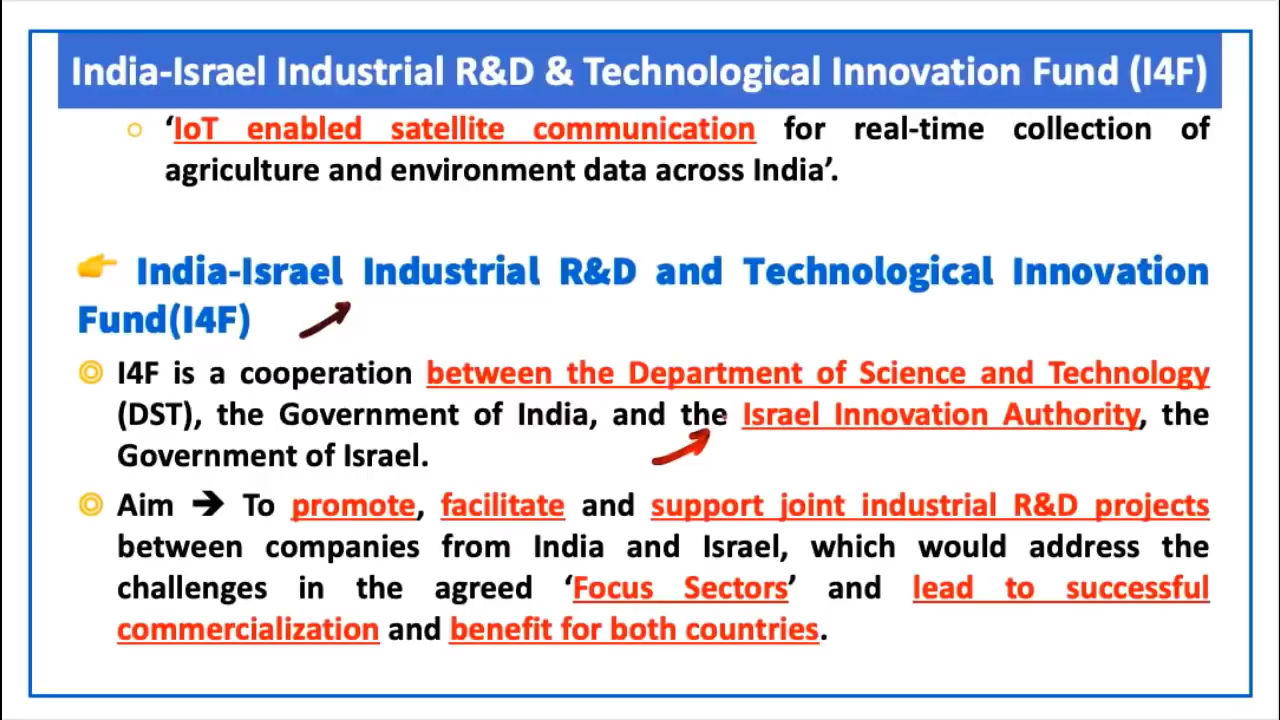 India-Israel Industrial R&D & Technological Innovation Fund (I4F)
‘IoT enabled satellite communication for real-time collection of
agriculture and environment data across India’.
👉 India-Israel Industrial R&D and Technological Innovation
Fund(I4F)
I4F is a cooperation between the Department of Science and Technology
(DST), the Government of India, and the Israel Innovation Authority, the
Government of Israel.
Aim ➔ To promote, facilitate and support joint industrial R&D projects
between companies from India and Israel, which would address the
challenges in the agreed ‘Focus Sectors’ and lead to successful
commercialization and benefit for both countries.